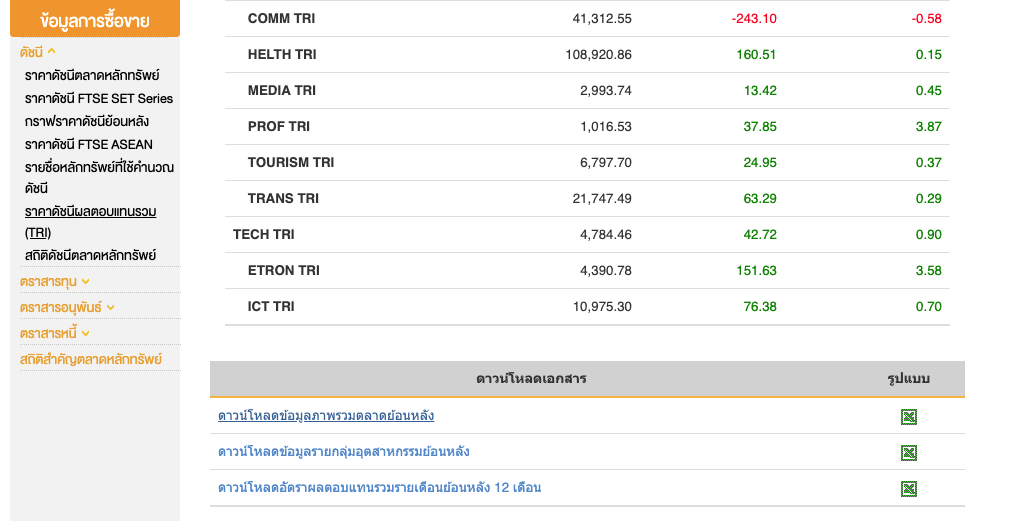 ข้อมูลการซื้อขาย
ดัชนี
ราคาดัชนีตลาดหลักทรัพย์
ราคาดัชนี FTSE SET Series
กราฟราคาดัชนีย้อนหลัง
ราคาดัชนี FTSE ASEAN
รายชื่อหลักทรัพย์ที่ใช้คำนวณ
ดัชนี
ราคาดัชนีผลตอบแทนรวม
(TRI)
สถิติดัชนีตลาดหลักทรัพย์
ตราสารทุน
ตราสารอนุพันธ์
ตราสารหนี้
สถิติสำคัญตลาดหลักทรัพย์
COMM TRI 41,312.55 -243.10 -0.58
HELTH TRI 108,920.86 160.51 0.15
MEDIA TRI 2,993.74 13.42 0.45
PROF TRI 1,016.53 37.85 3.87
TOURISM TRI 6,797.70 24.95 0.37
TRANS TRI 21,747.49 63.29 0.29
TECH TRI 4,784.46 42.72 0.90
ETRON TRI 4,390.78 151.63 3.58
ICT TRI 10,975.30 76.38 0.70
ดาวน์โหลดเอกสาร รูปแบบ
ดาวน์โหลดข้อมูลภาพรวมตลาดย้อนหลัง
ดาวน์โหลดข้อมูลรายกลุ่มอุตสาหกรรมย้อนหลัง
ดาวน์โหลดอัตราผลตอบแทนรวมรายเดือนย้อนหลัง 12 เดือน